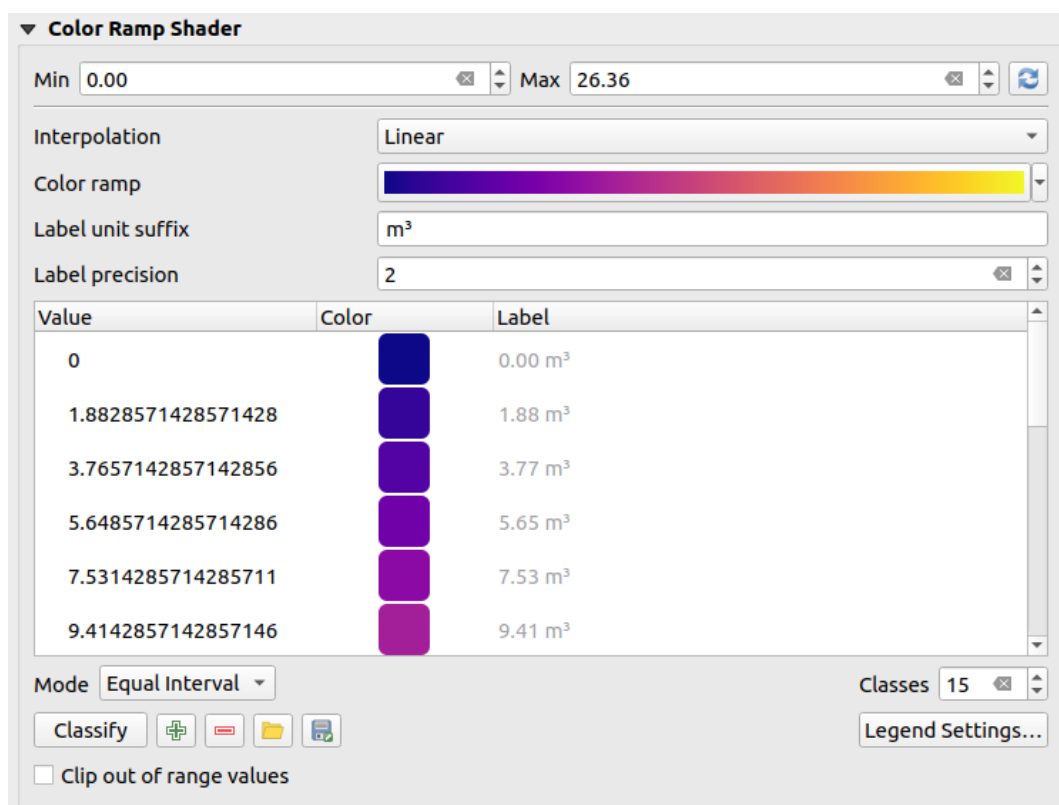 Color Ramp Shader
Min 0.00 Max 26.36
Interpolation Linear
Color ramp
Label unit suffix m³
Label precision 2
Value Color Label
0 0.00 m³
1.8828571428571428 1.88 m³
3.7657142857142856 3.77 m³
5.6485714285714286 5.65 m³
7.5314285714285711 7.53 m³
9.4142857142857146 9.41 m³
Mode Equal Interval Classes 15
Classify Legend Settings...
Clip out of range values